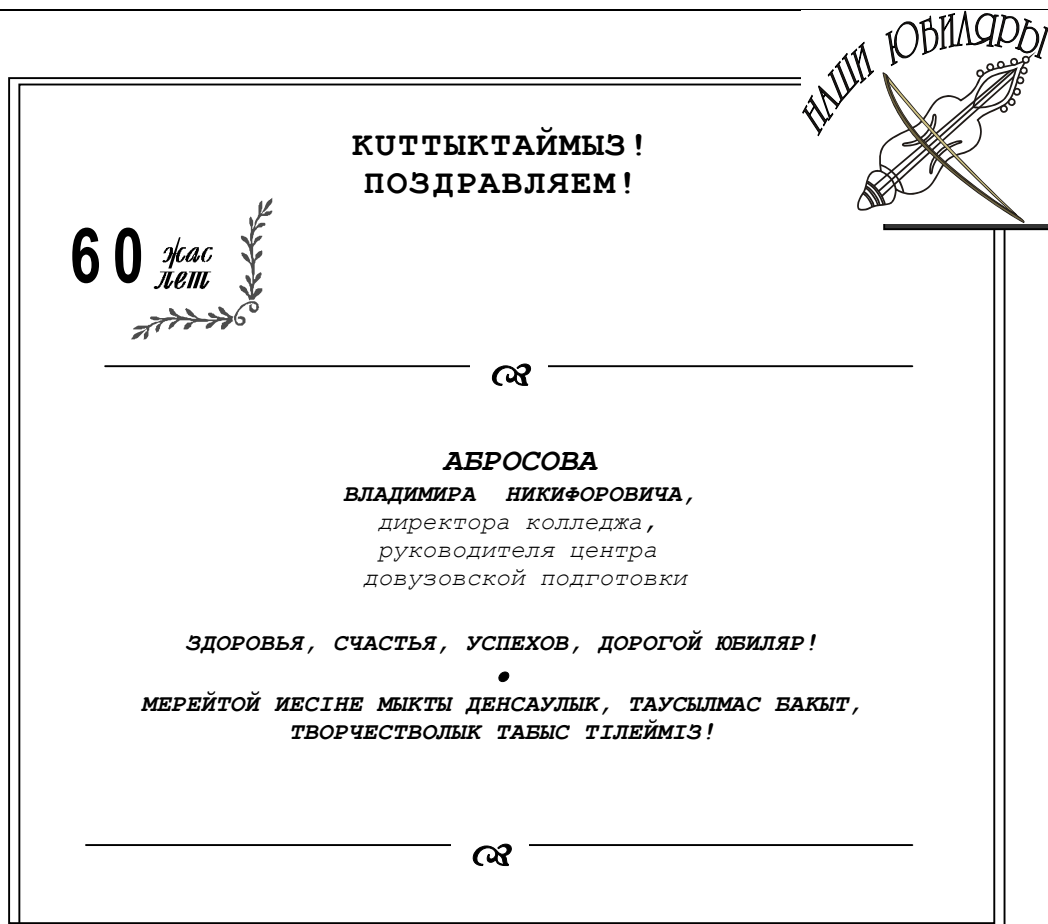 НАШИ ЮБИЛЯРЫ
КUТТЫКТАЙМЫЗ!
ПОЗДРАВЛЯЕМ!
60 жас
лет
АБРОСОВА
ВЛАДИМИРА НИКИФОРОВИЧА,
директора колледжа,
руководителя центра
довузовской подготовки
ЗДОРОВЬЯ, СЧАСТЬЯ, УСПЕХОВ, ДОРОГОЙ ЮБИЛЯР!
•
МЕРЕЙТОЙ ИЕСІНЕ МЫКТЫ ДЕНСАУЛЫК, ТАУСЫЛМАС БАКЫТ,
ТВОРЧЕСТВОЛЫК ТАБЫС ТІЛЕЙМІЗ!